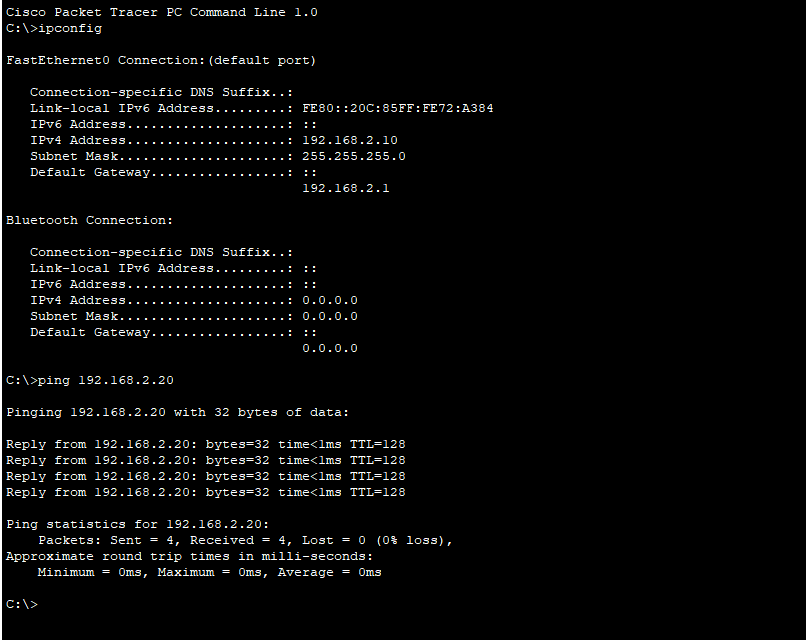 Cisco Packet Tracer PC Command Line 1.0
C:\>ipconfig
FastEthernet0 Connection:(default port)
Connection-specific DNS Suffix..:
Link-local IPv6 Address.........: FE80::20C:85FF:FE72:A384
IPv6 Address....................: ::
IPv4 Address....................: 192.168.2.10
Subnet Mask.....................: 255.255.255.0
Default Gateway.................: ::
192.168.2.1
Bluetooth Connection:
Connection-specific DNS Suffix..:
Link-local IPv6 Address.........: ::
IPv6 Address....................: ::
IPv4 Address....................: 0.0.0.0
Subnet Mask.....................: 0.0.0.0
Default Gateway.................: ::
0.0.0.0
C:\>ping 192.168.2.20
Pinging 192.168.2.20 with 32 bytes of data:
Reply from 192.168.2.20: bytes=32 time<1ms TTL=128
Reply from 192.168.2.20: bytes=32 time<1ms TTL=128
Reply from 192.168.2.20: bytes=32 time<1ms TTL=128
Reply from 192.168.2.20: bytes=32 time<1ms TTL=128
Ping statistics for 192.168.2.20:
Packets: Sent = 4, Received = 4, Lost = 0 (0% loss),
Approximate round trip times in milli-seconds:
Minimum = 0ms, Maximum = 0ms, Average = 0ms
C:\>